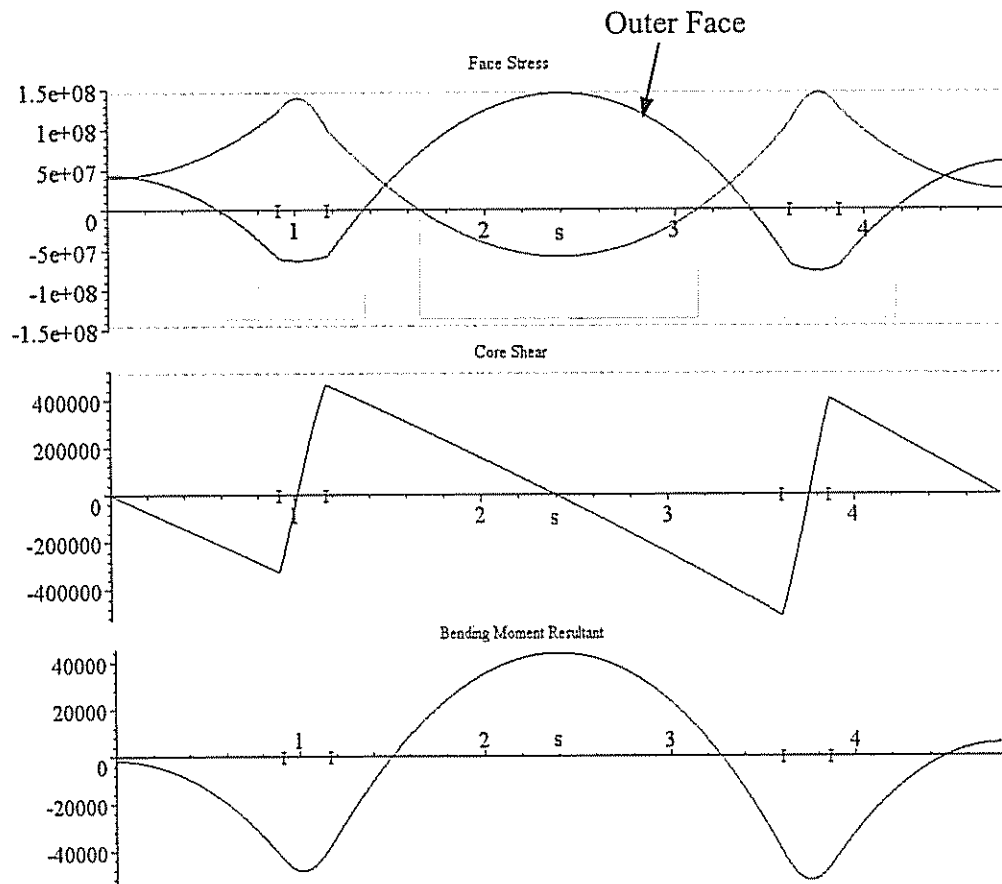 Outer Face
Face Stress
1.5e+08
1e+08
5e+07
0
1
2
s
3
4
-5e+07
-1e+08
-1.5e+08
Core Shear
400000
200000
0
1
2
s
3
4
-200000
-400000
Bending Moment Resultant
40000
20000
1
2
s
3
4
0
-20000
-40000